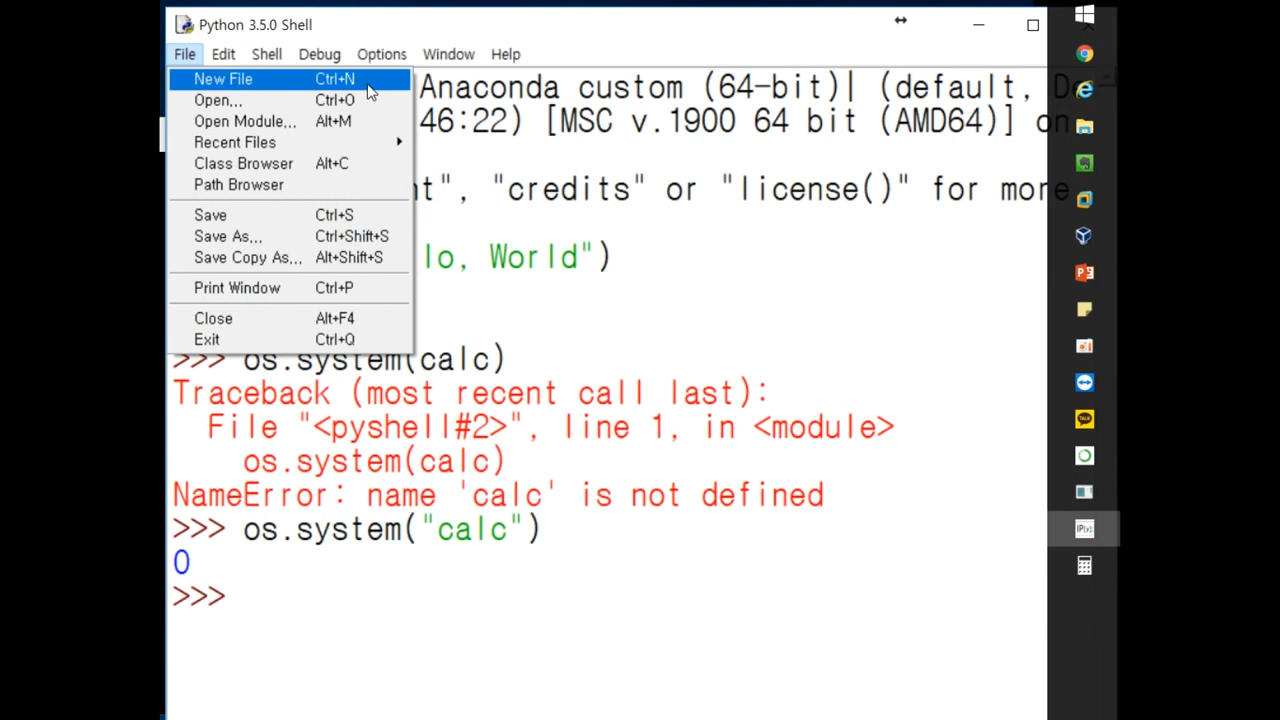 Python 3.5.0 Shell
File Edit Shell Debug Options Window Help
New File Ctrl+N
Open... Ctrl+O
Open Module... Alt+M
Recent Files
Class Browser Alt+C
Path Browser
Save Ctrl+S
Save As... Ctrl+Shift+S
Save Copy As... Alt+Shift+S
Print Window Ctrl+P
Close Alt+F4
Exit Ctrl+Q
Anaconda custom (64-bit)| (default,
46:22) [MSC v.1900 64 bit (AMD64)] on
", "credits" or "license()" for more
lo, World")
>>> os.system(calc)
Traceback (most recent call last):
File "<pyshell#2>", line 1, in <module>
os.system(calc)
NameError: name 'calc' is not defined
>>> os.system("calc")
0
>>>
TALK